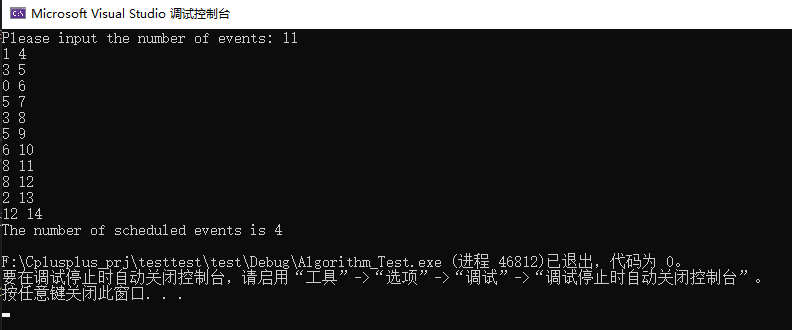 Microsoft Visual Studio 调试控制台
Please input the number of events: 11
1 4
3 5
0 6
5 7
3 8
5 9
6 10
8 11
8 12
2 13
12 14
The number of scheduled events is 4
F:\Cplusplus_prj\testtest\test\Debug\Algorithm_Test.exe (进程 46812)已退出，代码为 0。
要在调试停止时自动关闭控制台，请启用“工具”->“选项”->“调试”->“调试停止时自动关闭控制台”。
按任意键关闭此窗口. . .